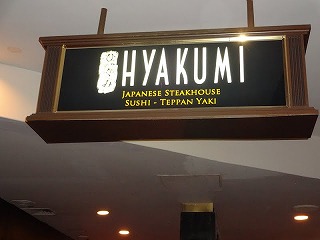 HYAKUMI
JAPANESE STEAKHOUSE
SUSHI - TEPPAN YAKI